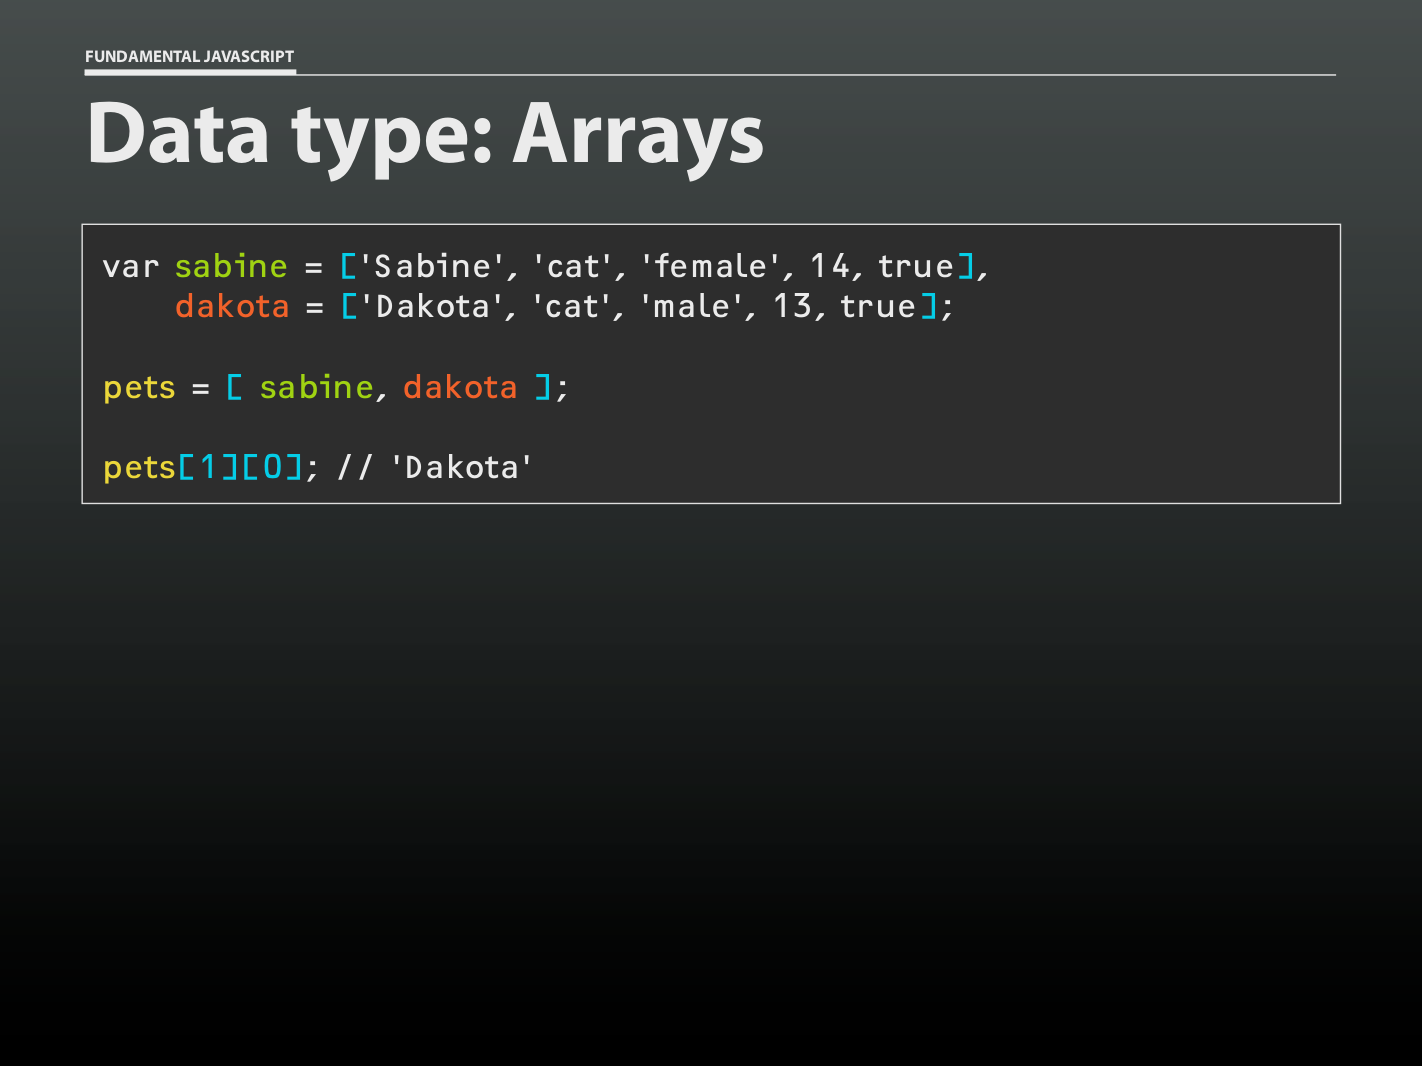 FUNDAMENTAL JAVASCRIPT
Data type: Arrays
var sabine = ['Sabine', 'cat', 'female', 14, true],
    dakota = ['Dakota', 'cat', 'male', 13, true];
pets = [ sabine, dakota ];
pets[1][0]; // 'Dakota'